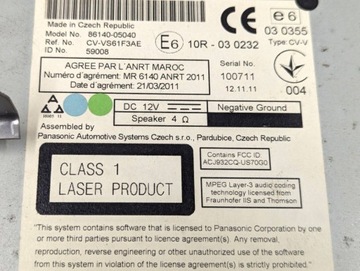 Made in Czech Republic
Model No. 86140-05040
Ref. No. CV-VS61F3AE
ID No. 59008
E6 10R - 03 0232
CE
e6
03 0355
Type: CV-V
AGREE PAR L'ANRT MAROC
Numéro d'agrément: MR 6140 ANRT 2011
Date d'agrément: 21/03/2011
Serial No.
100711
12.11.11
004
DC 12V
Negative Ground
Speaker 4 Ω
Assembled by
Panasonic Automotive Systems Czech s.r.o., Pardubice, Czech Republic
CLASS 1
LASER PRODUCT
Contains FCC ID:
ACJ932CQ-US70G0
MPEG Layer-3 audio coding
technology licensed from
Fraunhofer IIS and Thomson
"This system contains software that is licensed to Panasonic Corporation by one
or more third parties pursuant to licence agreement(s). Any removal,
reproduction, reverse engineering or other unauthorized use of the software
from this system in violation of the agreement(s) is strictly prohibited."